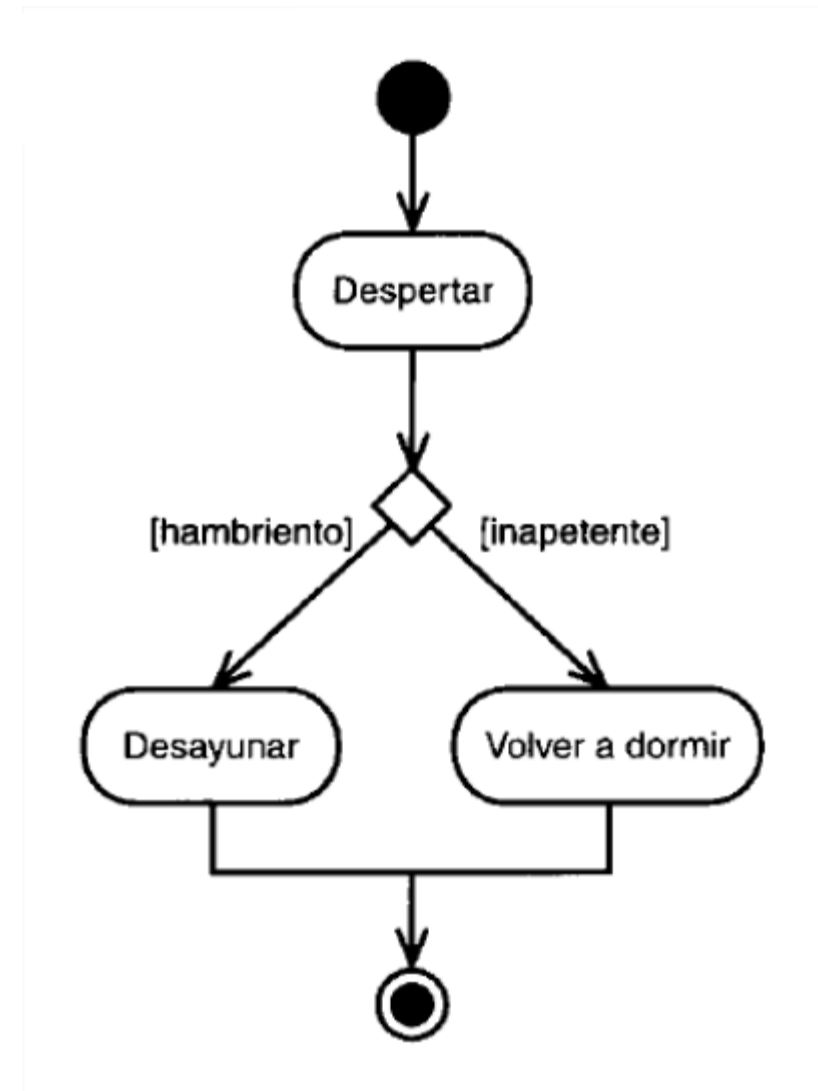 Despertar
[hambriento]
[inapetente]
Desayunar
Volver a dormir